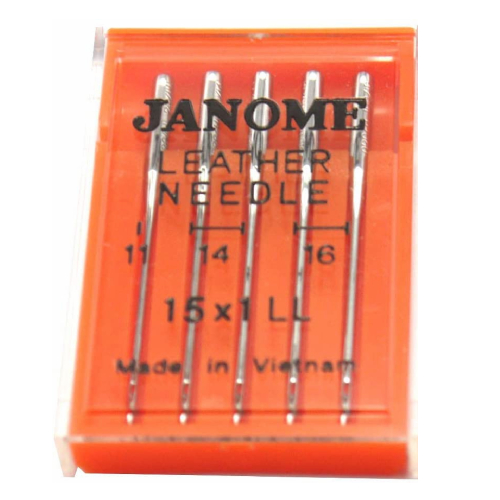 JANOME
LEATHER
NEEDLE
11 14 16
15x1 LL
Made in Vietnam